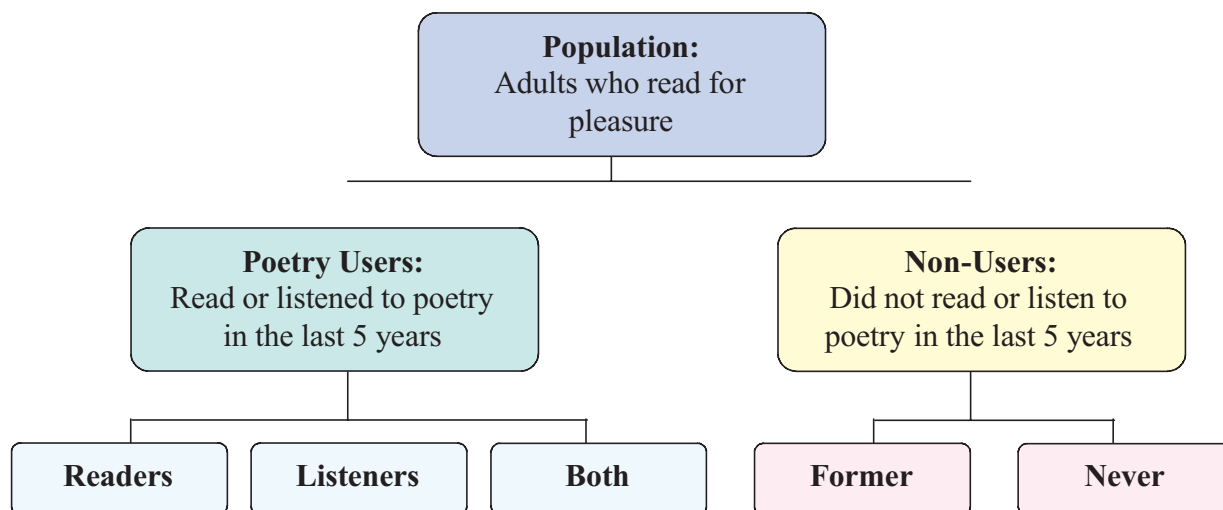 Population:
Adults who read for
pleasure
Poetry Users:
Read or listened to poetry
in the last 5 years
Non-Users:
Did not read or listen to
poetry in the last 5 years
Readers
Listeners
Both
Former
Never